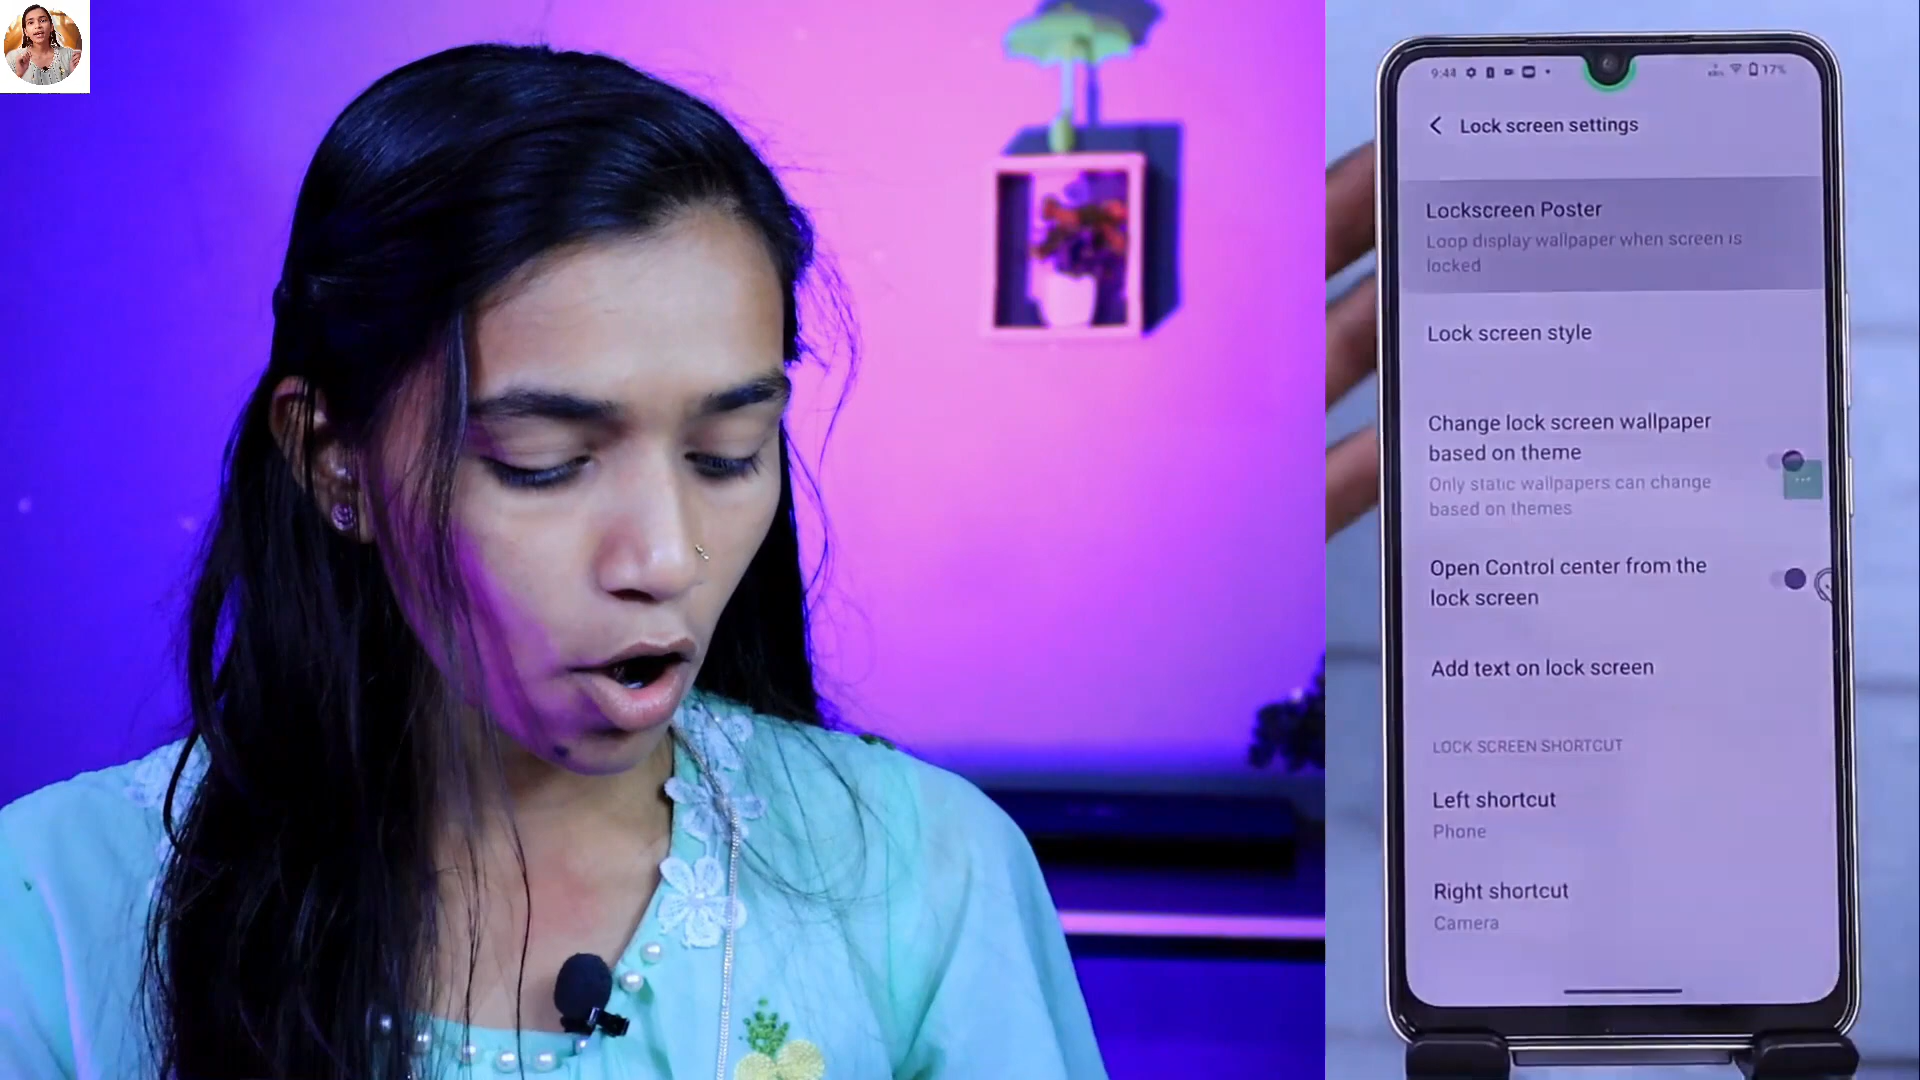 9:44
17%
Lock screen settings
Lockscreen Poster
Loop display wallpaper when screen is
locked
Lock screen style
Change lock screen wallpaper
based on theme
Only static wallpapers can change
based on themes
Open Control center from the
lock screen
Add text on lock screen
LOCK SCREEN SHORTCUT
Left shortcut
Phone
Right shortcut
Camera